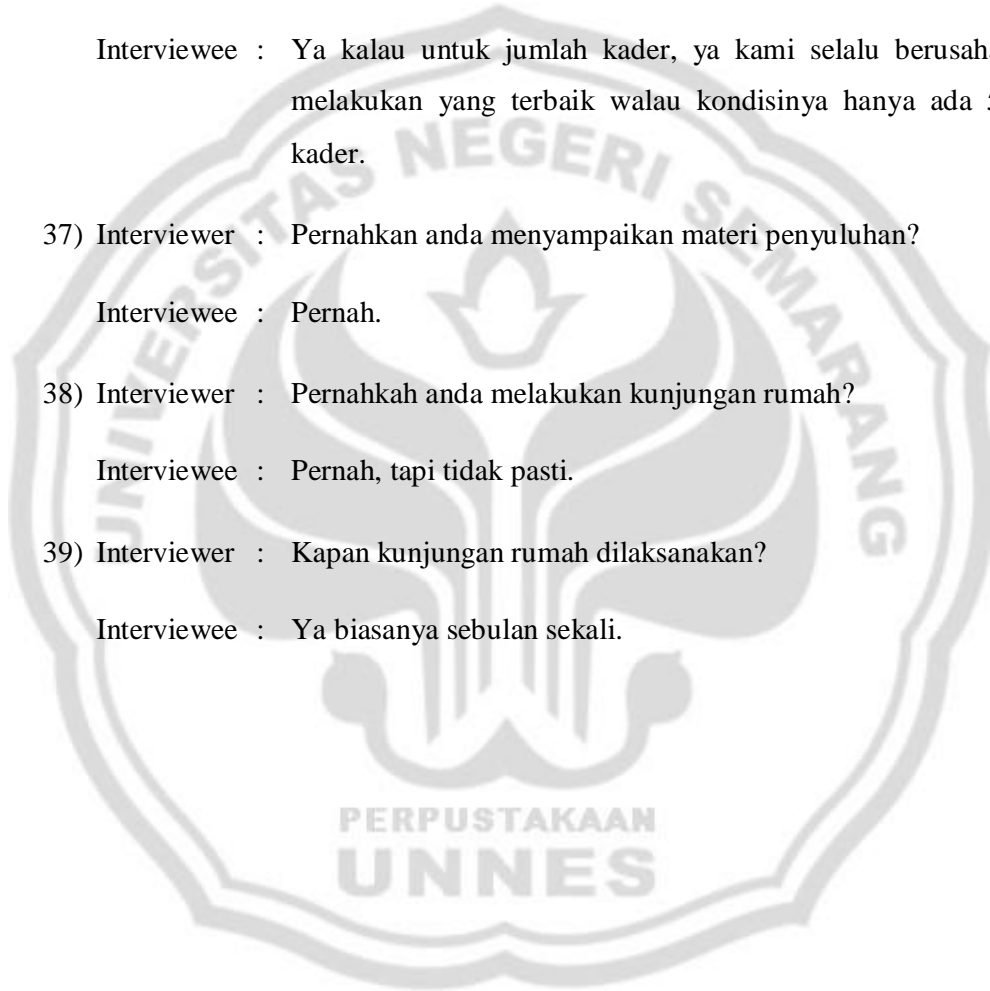 Interviewee : Ya kalau untuk jumlah kader, ya kami selalu berusaha
melakukan yang terbaik walau kondisinya hanya ada 5
kader.
37) Interviewer : Pernahkan anda menyampaikan materi penyuluhan?
Interviewee : Pernah.
38) Interviewer : Pernahkah anda melakukan kunjungan rumah?
Interviewee : Pernah, tapi tidak pasti.
39) Interviewer : Kapan kunjungan rumah dilaksanakan?
Interviewee : Ya biasanya sebulan sekali.
UNIVERSITAS NEGERI SEMARANG
PERPUSTAKAAN
UNNES